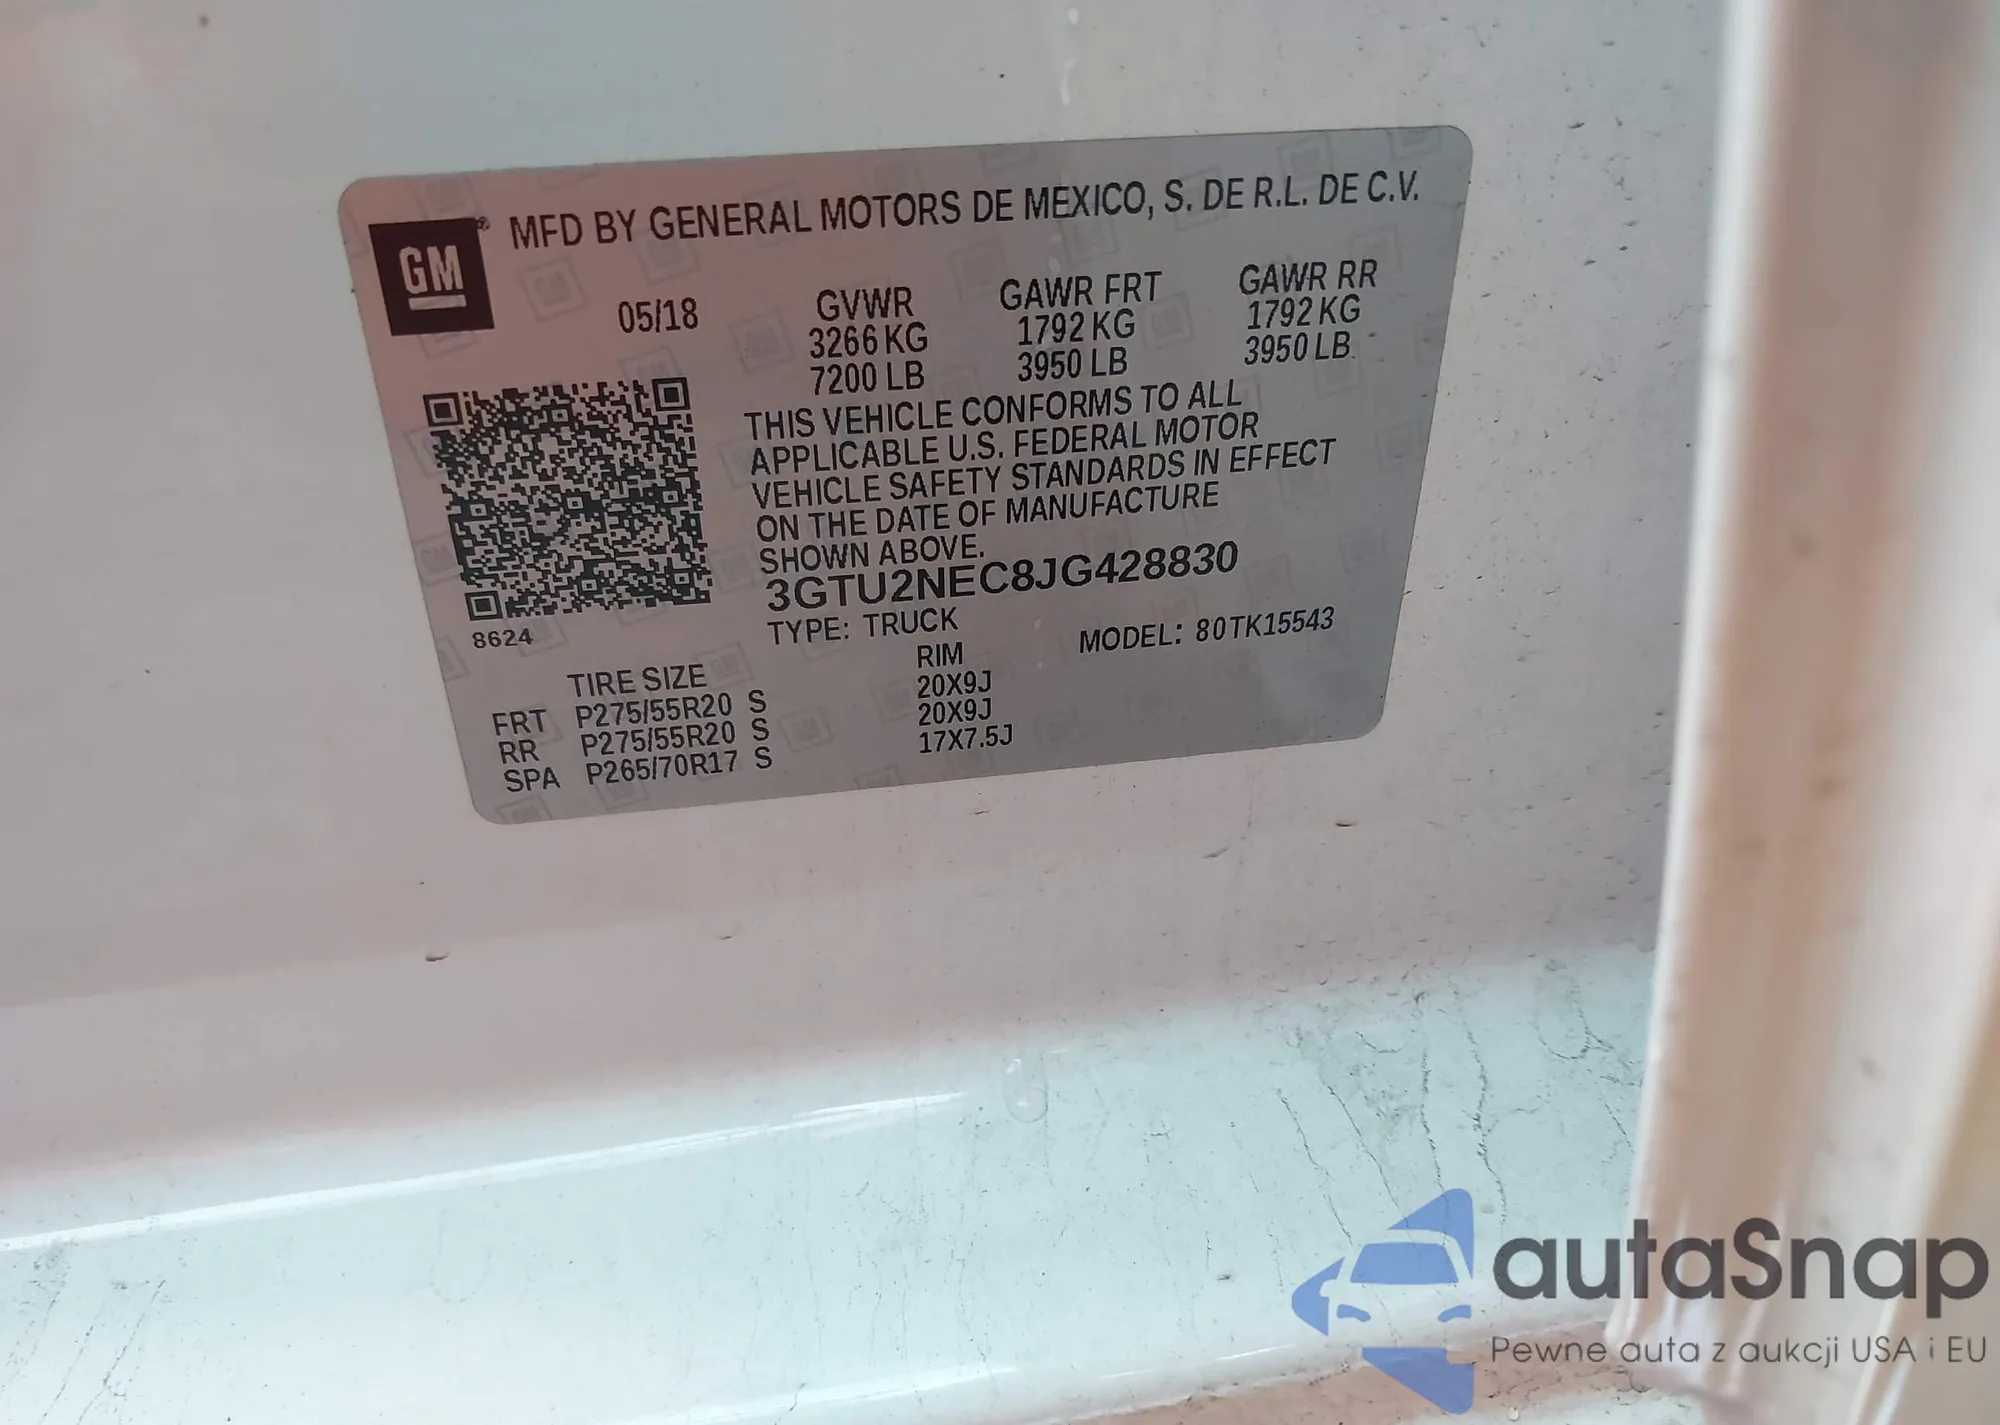 GM® MFD BY GENERAL MOTORS DE MEXICO, S. DE R.L. DE C.V.
05/18 GVWR GAWR FRT GAWR RR
3266 KG 1792 KG 1792 KG
7200 LB 3950 LB 3950 LB
THIS VEHICLE CONFORMS TO ALL
APPLICABLE U.S. FEDERAL MOTOR
VEHICLE SAFETY STANDARDS IN EFFECT
ON THE DATE OF MANUFACTURE
SHOWN ABOVE.
3GTU2NEC8JG428830
8624 TYPE: TRUCK MODEL: 80TK15543
TIRE SIZE RIM
FRT P275/55R20 S 20X9J
RR P275/55R20 S 20X9J
SPA P265/70R17 S 17X7.5J
autaSnap
Pewne auta z aukcji USA i EU